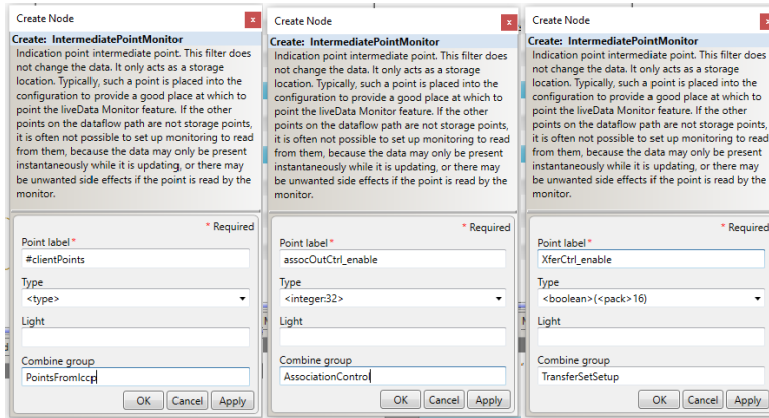 Create Node
x
Create: IntermediatePointMonitor
Indication point intermediate point. This filter does
not change the data. It only acts as a storage
location. Typically, such a point is placed into the
configuration to provide a good place at which to
point the liveData Monitor feature. If the other
points on the dataflow path are not storage points,
it is often not possible to set up monitoring to read
from them, because the data may only be present
instantaneously while it is updating, or there may
be unwanted side effects if the point is read by the
monitor.
* Required
Point label *
#clientPoints
Type
<type>
Light
Combine group
PointsFromIccp
OK Cancel Apply
Create Node
x
Create: IntermediatePointMonitor
Indication point intermediate point. This filter does
not change the data. It only acts as a storage
location. Typically, such a point is placed into the
configuration to provide a good place at which to
point the liveData Monitor feature. If the other
points on the dataflow path are not storage points,
it is often not possible to set up monitoring to read
from them, because the data may only be present
instantaneously while it is updating, or there may
be unwanted side effects if the point is read by the
monitor.
* Required
Point label *
assocOutCtrl_enable
Type
<integer:32>
Light
Combine group
AssociationControl
OK Cancel Apply
Create Node
x
Create: IntermediatePointMonitor
Indication point intermediate point. This filter does
not change the data. It only acts as a storage
location. Typically, such a point is placed into the
configuration to provide a good place at which to
point the liveData Monitor feature. If the other
points on the dataflow path are not storage points,
it is often not possible to set up monitoring to read
from them, because the data may only be present
instantaneously while it is updating, or there may
be unwanted side effects if the point is read by the
monitor.
* Required
Point label *
XferCtrl_enable
Type
<boolean>(<pack>16)
Light
Combine group
TransferSetSetup
OK Cancel Apply